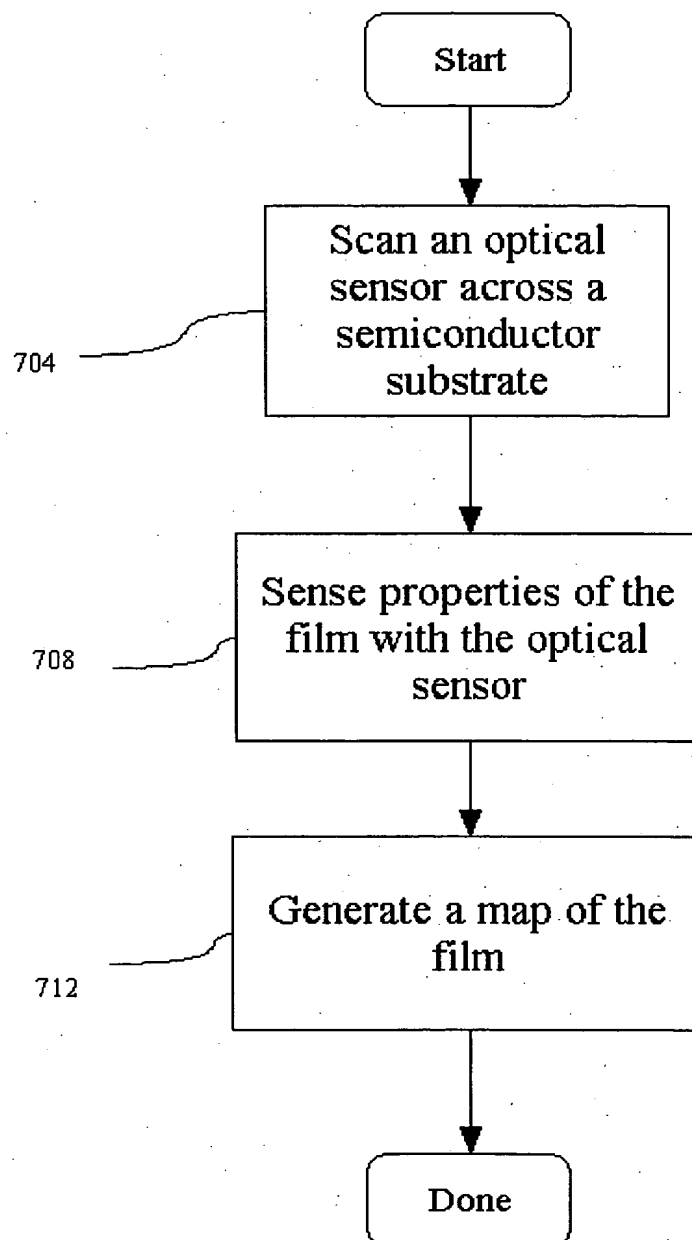 Start
Scan an optical
sensor across a
semiconductor
substrate
704
Sense properties of the
film with the optical
sensor
708
Generate a map of the
film
712
Done